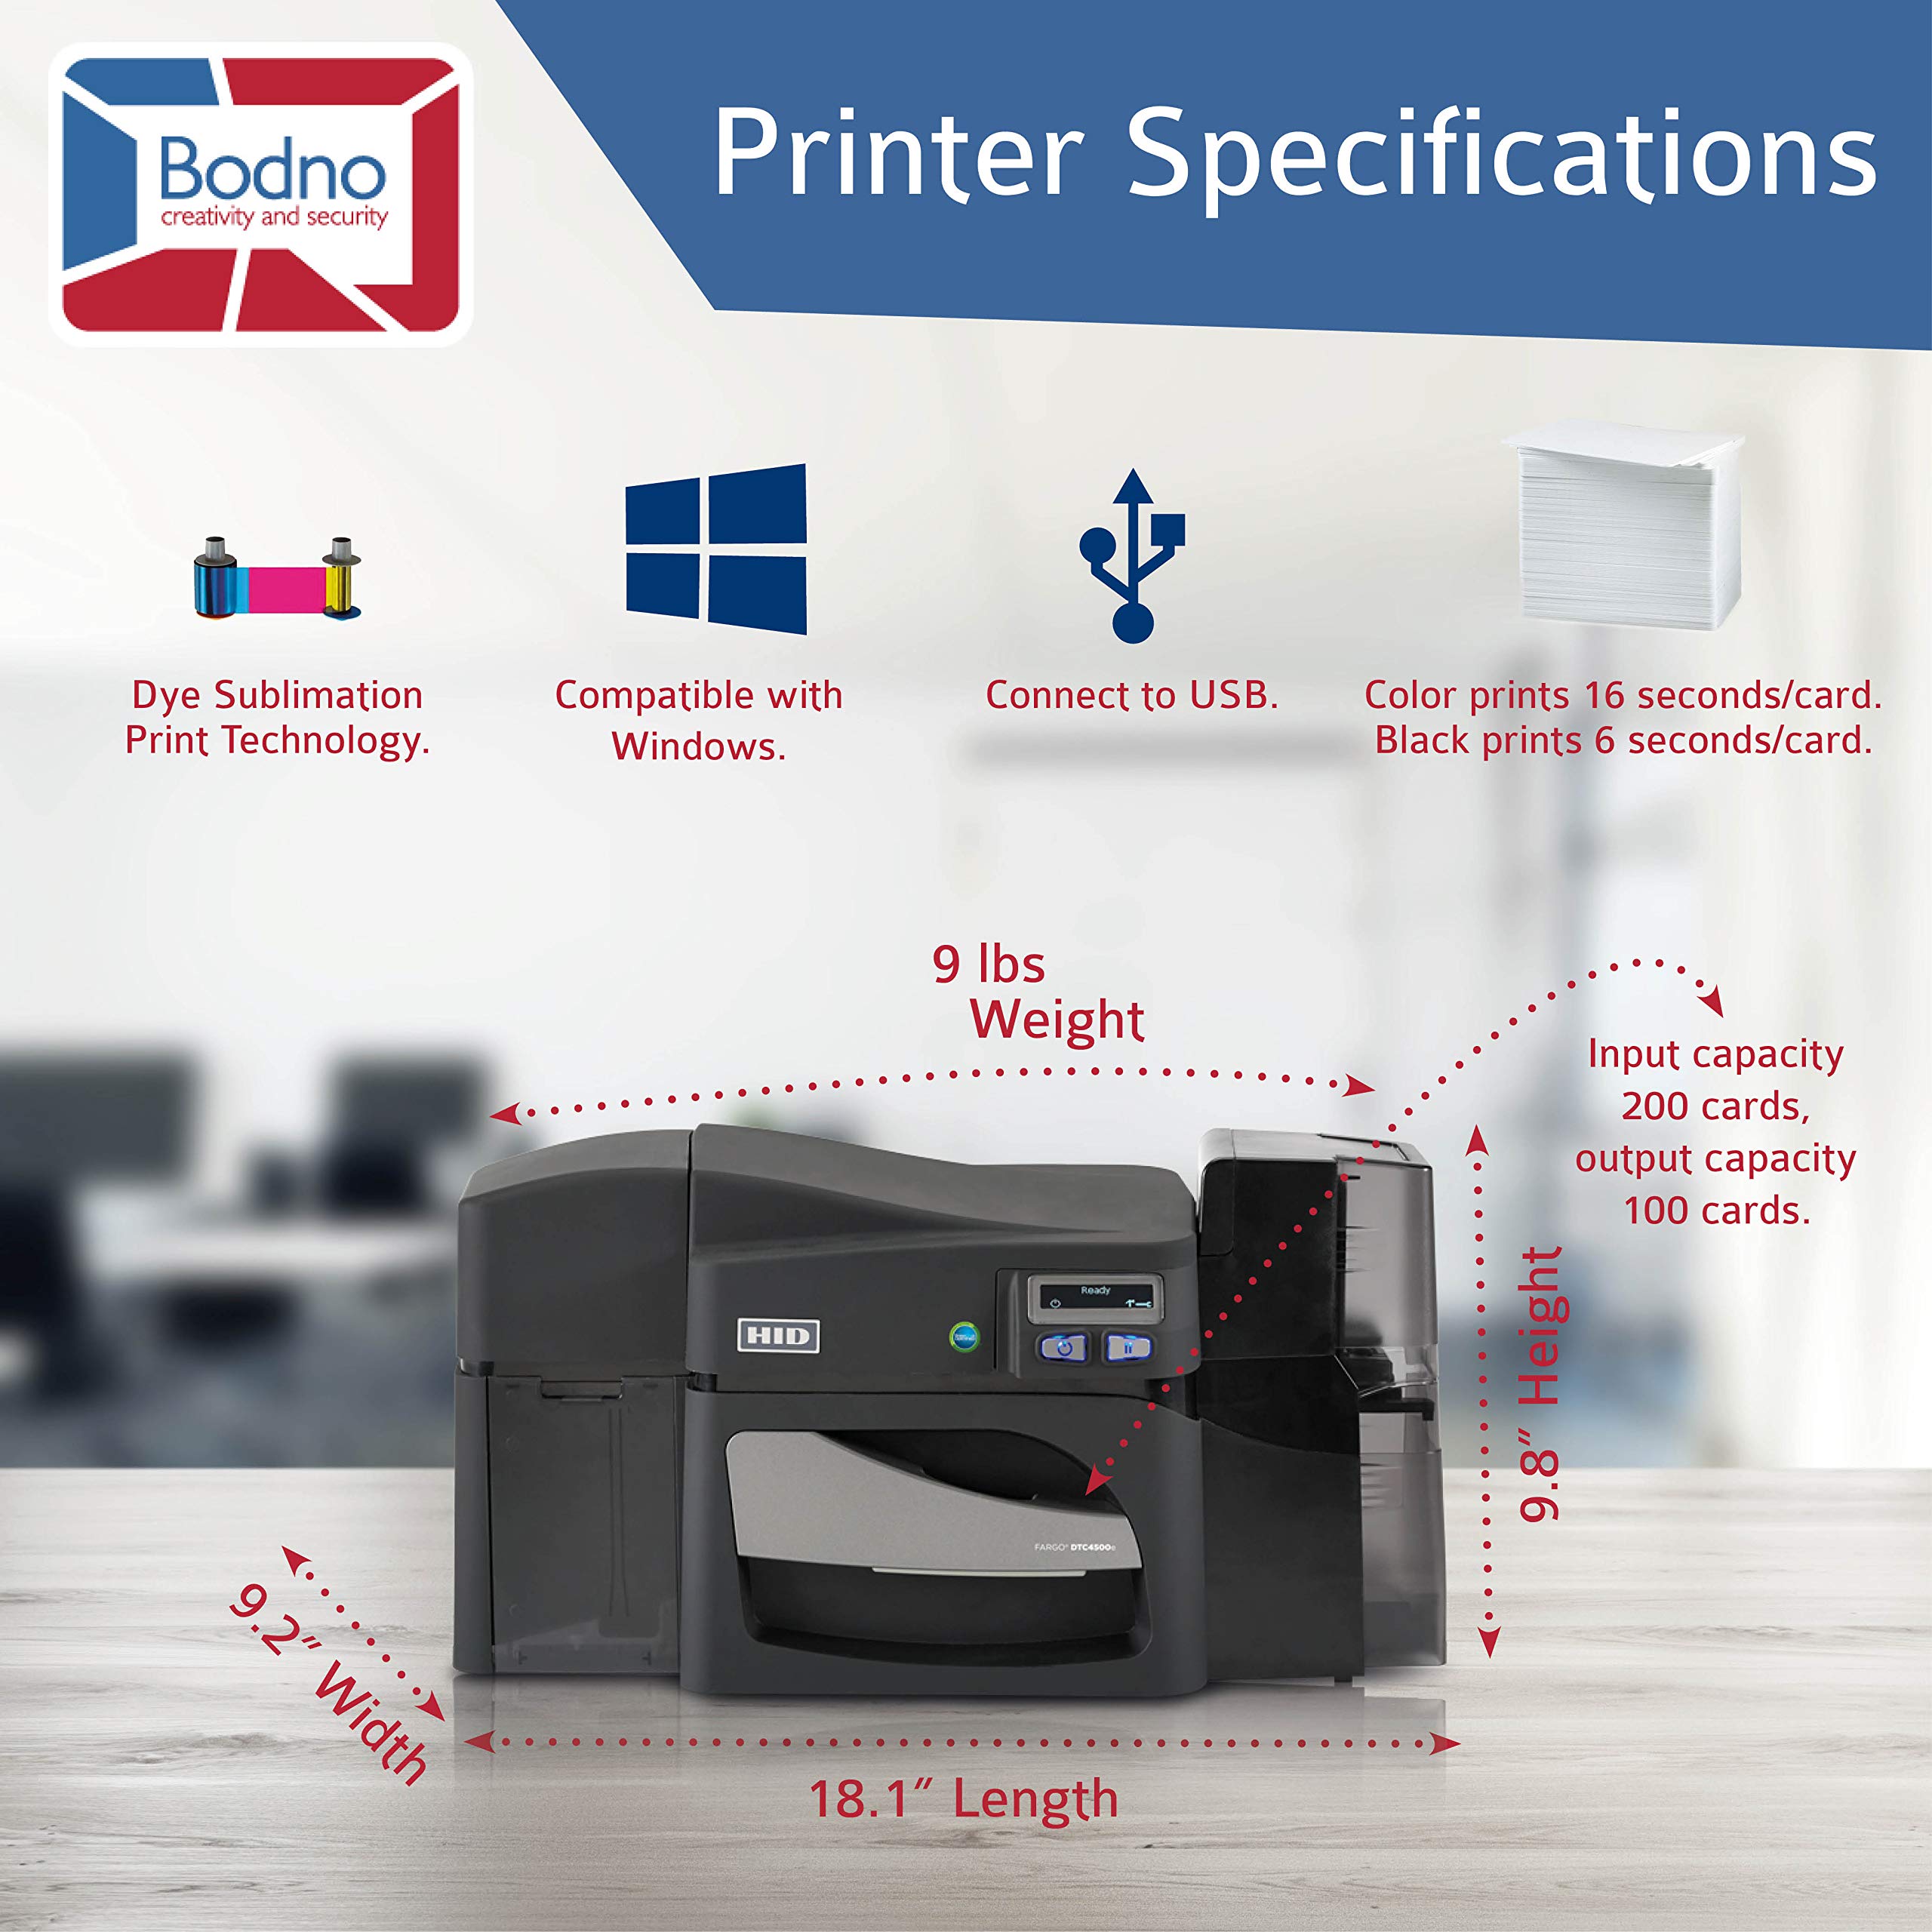 Bodno
creativity and security
Printer Specifications
Dye Sublimation
Print Technology.
Compatible with
Windows.
Connect to USB.
Color prints 16 seconds/card.
Black prints 6 seconds/card.
9 lbs
Weight
Input capacity
200 cards,
output capacity
100 cards.
Ready
HID
9.8" Height
FARGO® DTC4500e
9.2" Width
18.1" Length